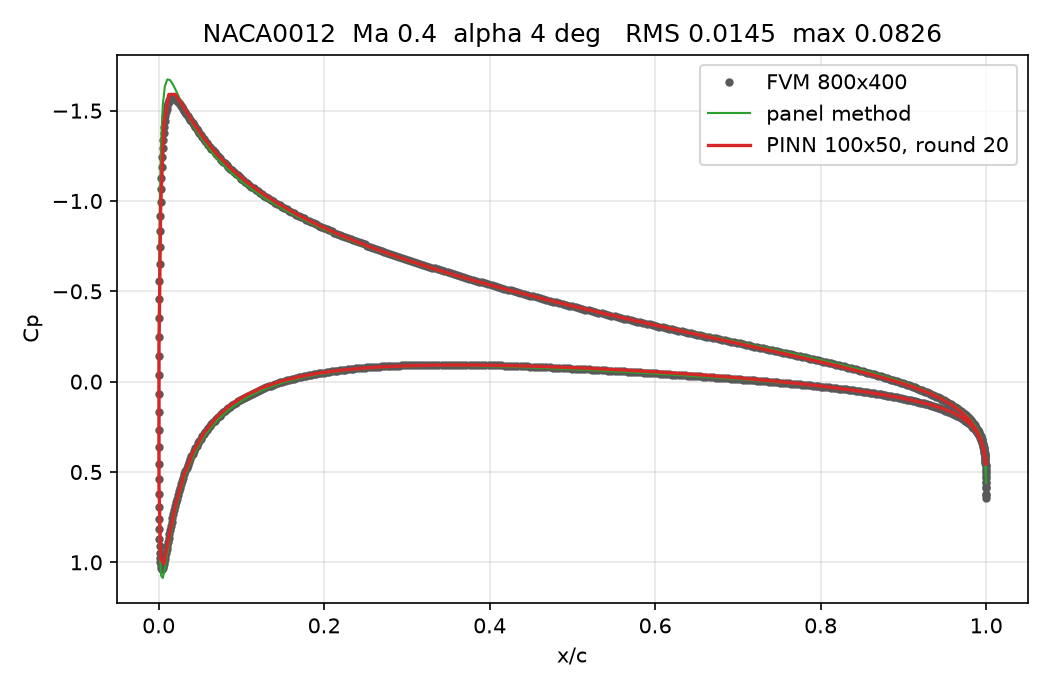 NACA0012  Ma 0.4  alpha 4 deg   RMS 0.0145  max 0.0826
FVM 800x400
panel method
PINN 100x50, round 20
−1.5
−1.0
−0.5
0.0
0.5
1.0
Cp
0.0 0.2 0.4 0.6 0.8 1.0
x/c